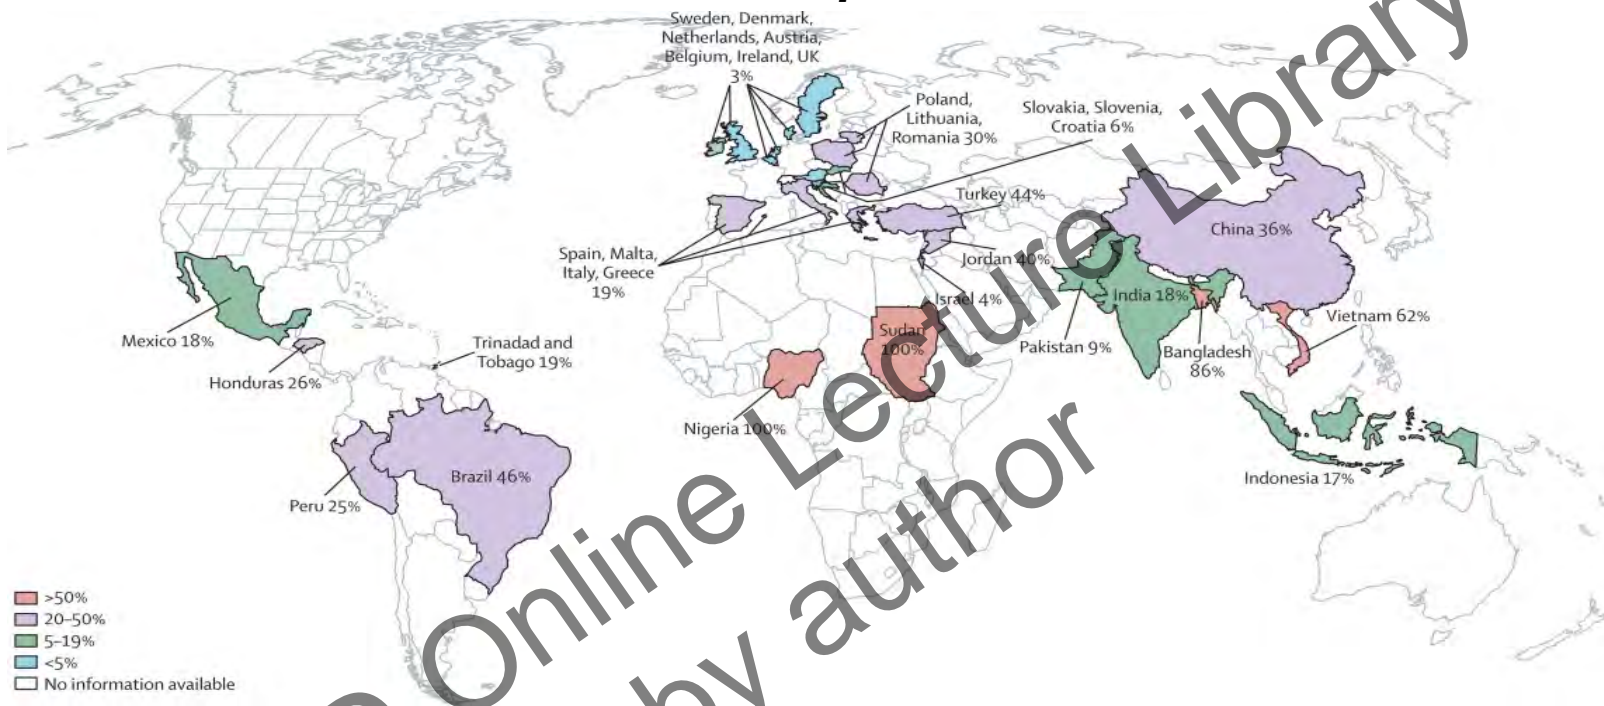 Sweden, Denmark,
Netherlands, Austria,
Belgium, Ireland, UK
3%
Poland,
Lithuania,
Romania 30%
Slovakia, Slovenia,
Croatia 6%
Turkey 44%
China 36%
Spain, Malta,
Italy, Greece
19%
Jordan 40%
Israel 4%
India 18%
Mexico 18%
Trinadad and
Tobago 19%
Sudan
100%
Pakistan 9%
Bangladesh
86%
Vietnam 62%
Honduras 26%
Nigeria 100%
Brazil 46%
Peru 25%
Indonesia 17%
>50%
20–50%
5–19%
<5%
No information available
Online Lecture Library
by author